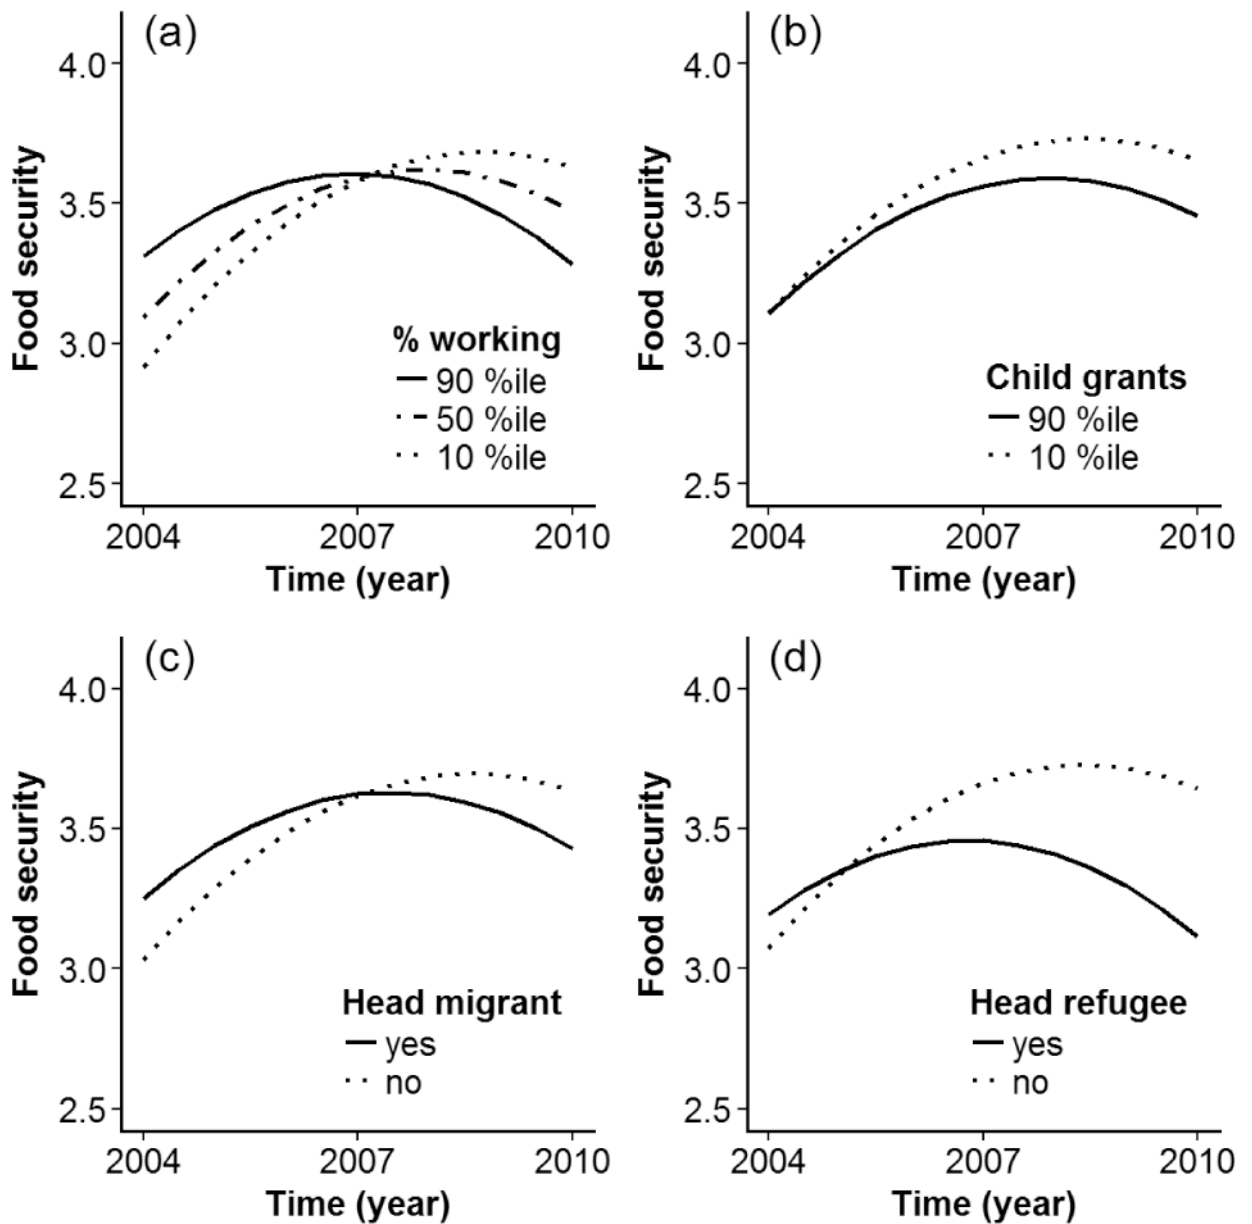 (a)
4.0
3.5
3.0
2.5
Food security
% working
90 %ile
50 %ile
10 %ile
2004 2007 2010
Time (year)
(b)
4.0
3.5
3.0
2.5
Food security
Child grants
90 %ile
10 %ile
2004 2007 2010
Time (year)
(c)
4.0
3.5
3.0
2.5
Food security
Head migrant
yes
no
2004 2007 2010
Time (year)
(d)
4.0
3.5
3.0
2.5
Food security
Head refugee
yes
no
2004 2007 2010
Time (year)